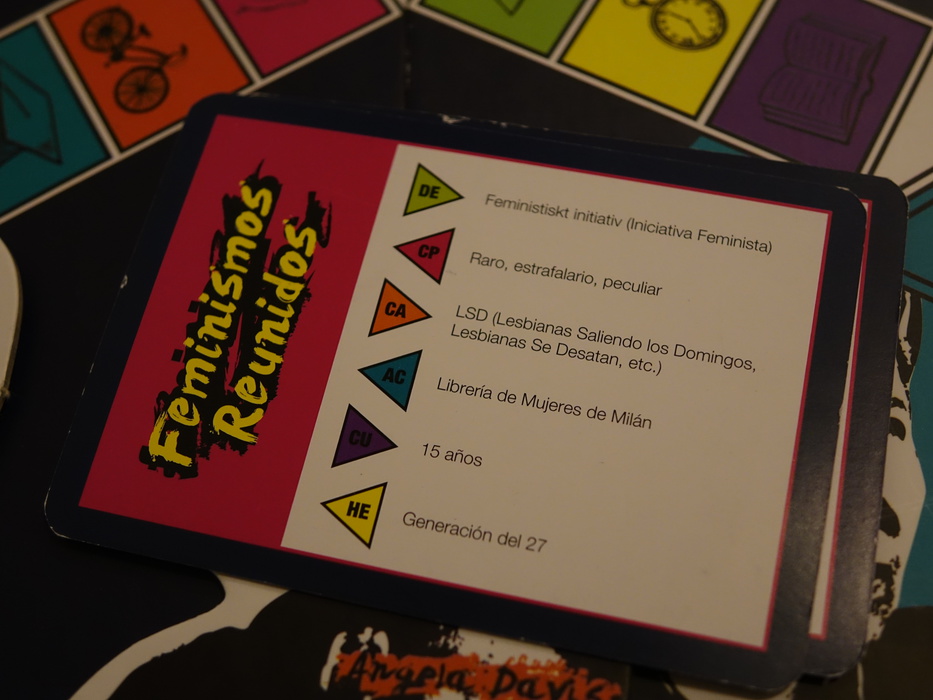 Feminismos
Reunidos
DE
Feministiskt initiativ (Iniciativa Feminista)
CP
Raro, estrafalario, peculiar
CA
LSD (Lesbianas Saliendo los Domingos,
Lesbianas Se Desatan, etc.)
AC
Librería de Mujeres de Milán
CU
15 años
HE
Generación del 27
Angela Davis